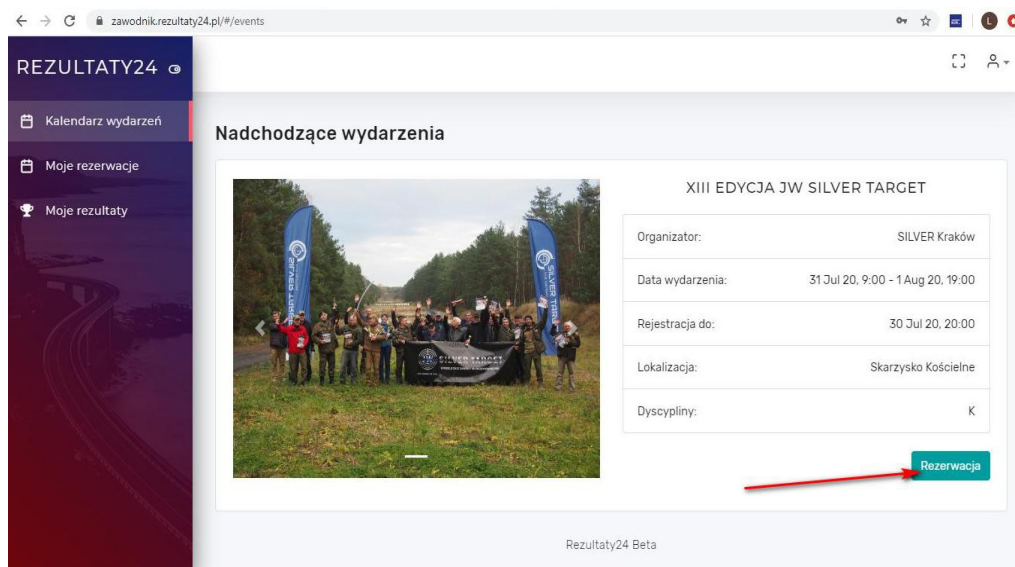 zawodnik.rezultaty24.pl/#/events
L
REZULTATY24
Kalendarz wydarzeń
Moje rezerwacje
Moje rezultaty
Nadchodzące wydarzenia
SILVER TARGET
SILVER TARGET
SILVER TARGET
XIII EDYCJA JW SILVER TARGET
Organizator: SILVER Kraków
Data wydarzenia: 31 Jul 20, 9:00 - 1 Aug 20, 19:00
Rejestracja do: 30 Jul 20, 20:00
Lokalizacja: Skarzysko Kościelne
Dyscypliny: K
Rezerwacja
Rezultaty24 Beta